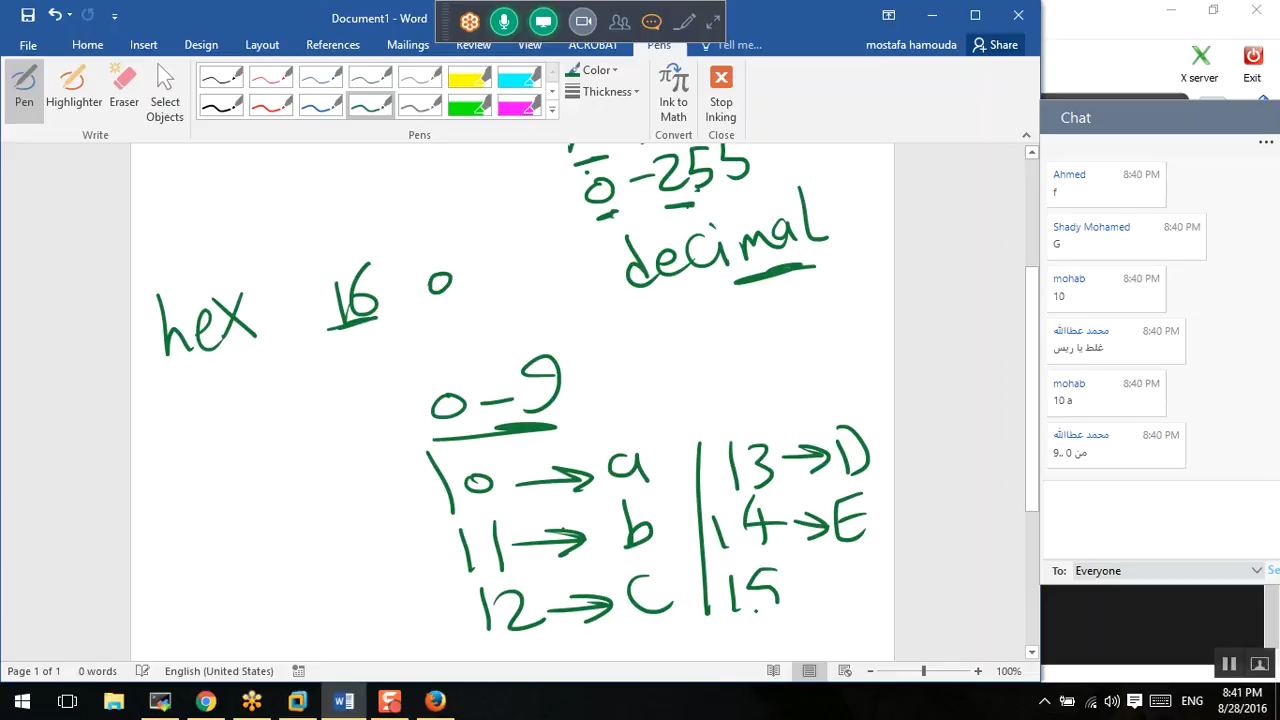 Document1 - Word
File Home Insert Design Layout References Mailings Review View ACROBAT Pens Tell me... mostafa hamouda Share
Pen Highlighter Eraser Select Objects
Color
Thickness
Ink to Math
Stop Inking
Write Pens Convert Close
X server Exit
0 - 255
decimal
hex 16 0
0 - 9
10 → a
11 → b
12 → C
13 → D
14 → E
15
Chat
Ahmed 8:40 PM
f
Shady Mohamed 8:40 PM
G
mohab 8:40 PM
10
محمد عطاالله 8:40 PM
غلط يا ريس
mohab 8:40 PM
10 a
محمد عطاالله 8:41 PM
من 0 ..9
To: Everyone Se
Page 1 of 1 0 words English (United States) 100%
ENG 8:41 PM
8/28/2016